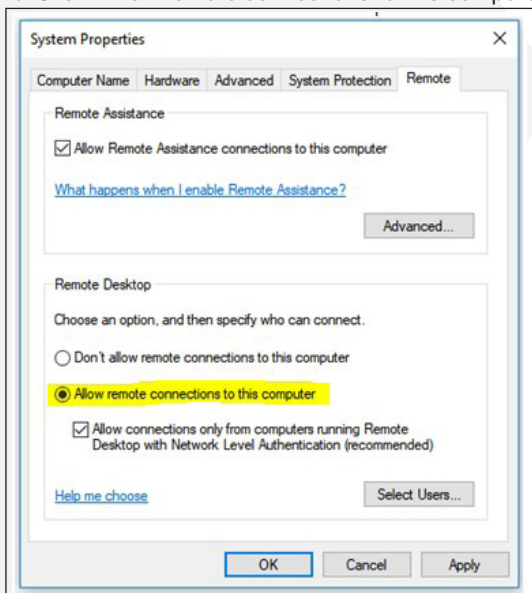 System Properties
Computer Name Hardware Advanced System Protection Remote
Remote Assistance
Allow Remote Assistance connections to this computer
What happens when I enable Remote Assistance?
Advanced...
Remote Desktop
Choose an option, and then specify who can connect.
Don't allow remote connections to this computer
Allow remote connections to this computer
Allow connections only from computers running Remote
Desktop with Network Level Authentication (recommended)
Help me choose
Select Users...
OK Cancel Apply